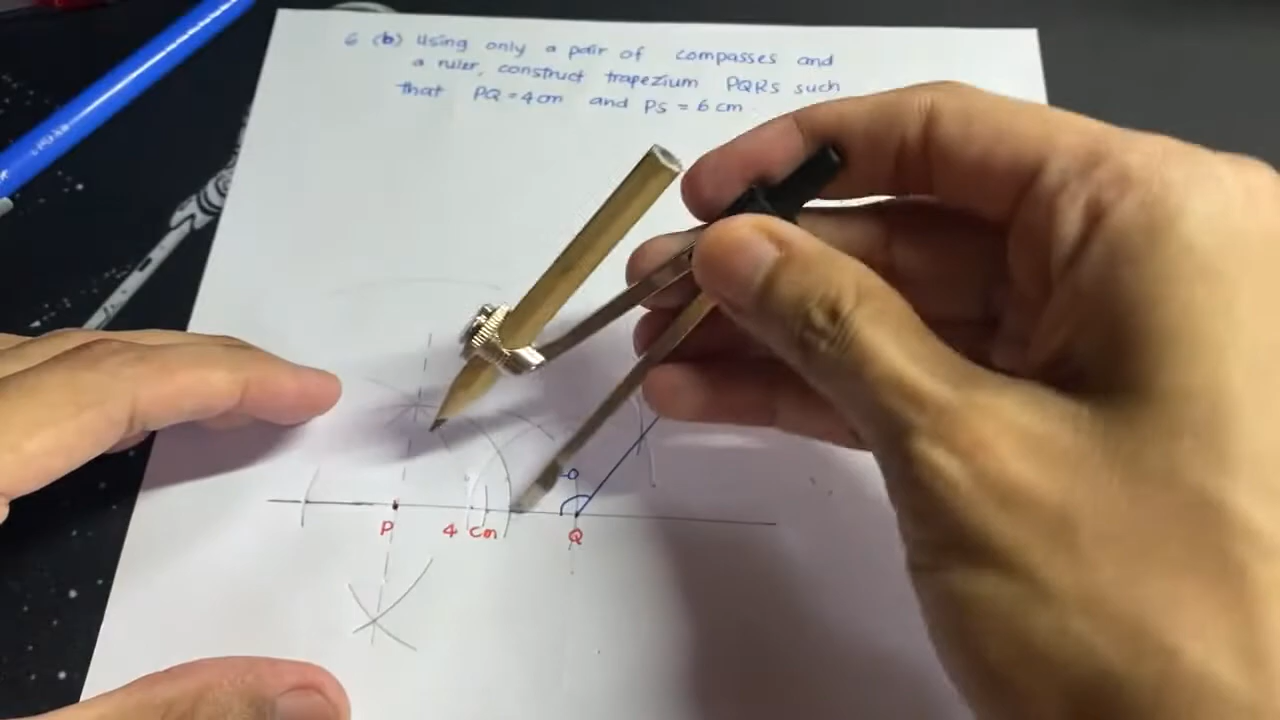 6 (b) Using only a pair of compasses and
a ruler, construct trapezium PQRS such
that PQ = 4 cm and PS = 6 cm.
P 4 cm Q